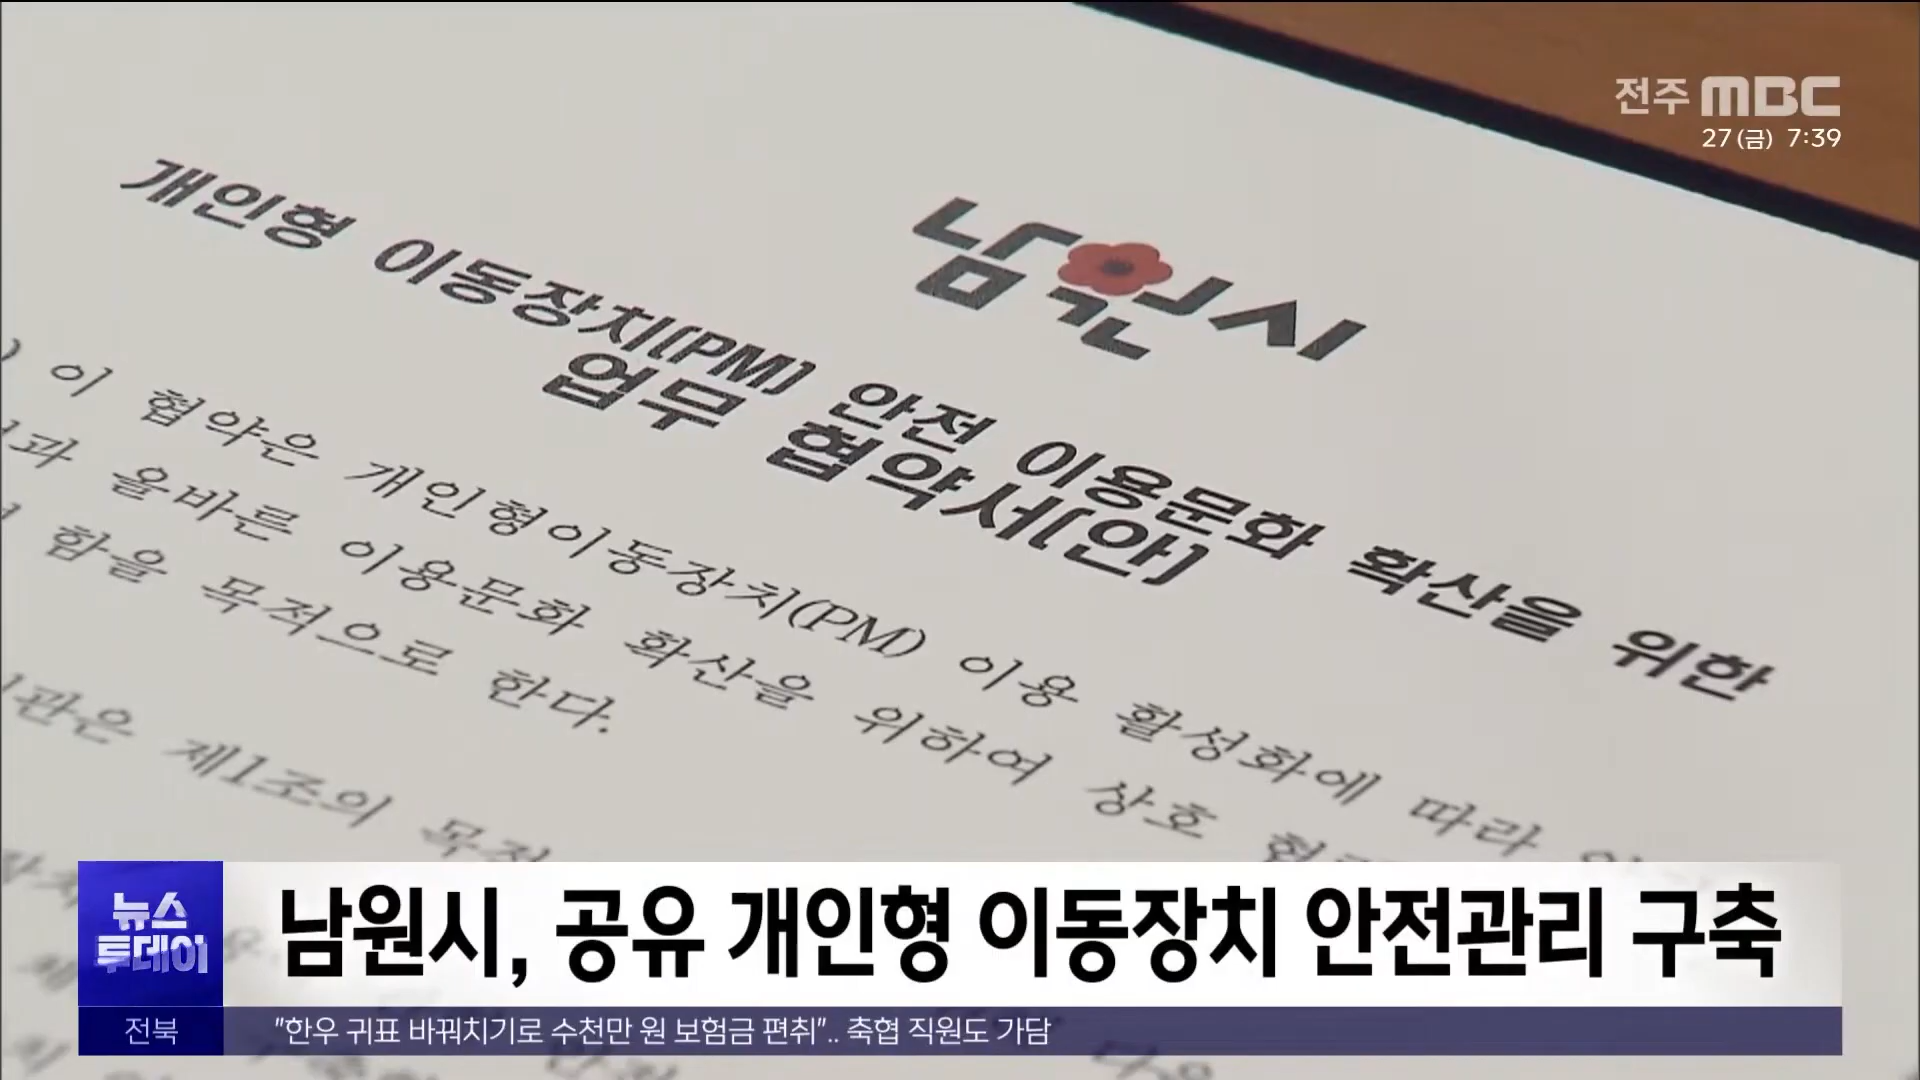 전주 MBC
27(금) 7:39
남원시
개인형 이동장치(PM) 안전 이용문화 확산을 위한
업무 협약서(안)
이 협약은 개인형이동장치(PM) 이용 활성화에 따라
올바른 이용문화 확산을 위하여 상호
함을 목적으로 한다.
제1조의 목적
뉴스
투데이
남원시, 공유 개인형 이동장치 안전관리 구축
전북
"한우 귀표 바꿔치기로 수천만 원 보험금 편취".. 축협 직원도 가담
다음